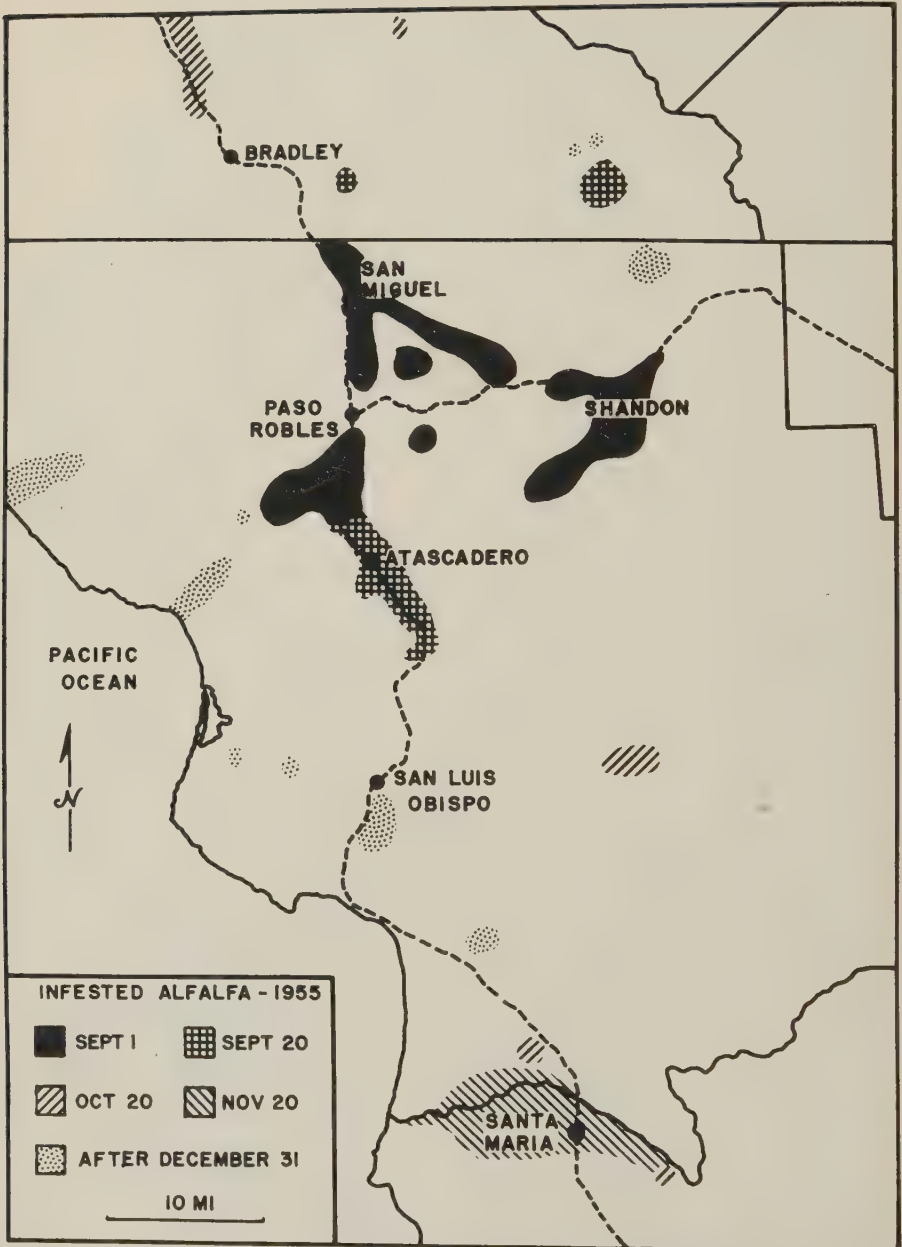 BRADLEY
SAN
MIGUEL
PASO
ROBLES
SHANDON
ATASCADERO
PACIFIC
OCEAN
N
SAN LUIS
OBISPO
INFESTED ALFALFA - 1955
SEPT 1
SEPT 20
OCT 20
NOV 20
AFTER DECEMBER 31
10 MI
SANTA
MARIA